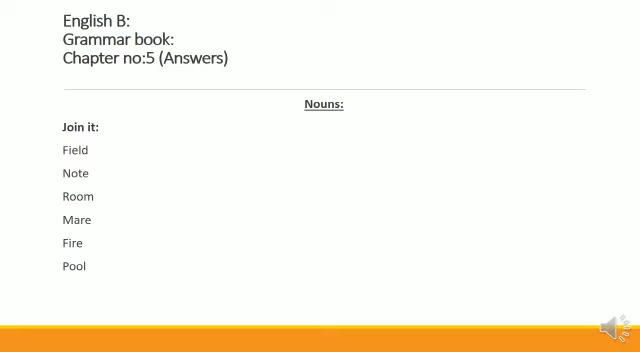 English B:
Grammar book:
Chapter no:5 (Answers)
Nouns:
Join it:
Field
Note
Room
Mare
Fire
Pool